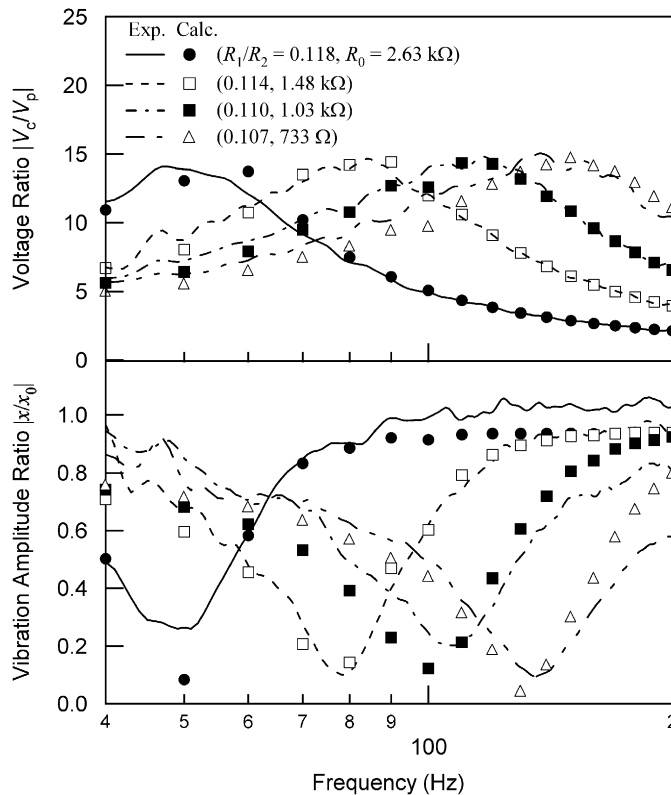 25
20
15
10
5
0
Voltage Ratio |Vc/Vp|
Exp. Calc.
(R1/R2 = 0.118, R0 = 2.63 kΩ)
(0.114, 1.48 kΩ)
(0.110, 1.03 kΩ)
(0.107, 733 Ω)
1.0
0.8
0.6
0.4
0.2
0.0
Vibration Amplitude Ratio |x/x0|
4 5 6 7 8 9 2
100
Frequency (Hz)